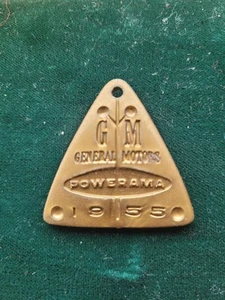 G M
GENERAL MOTORS
POWERAMA
1955